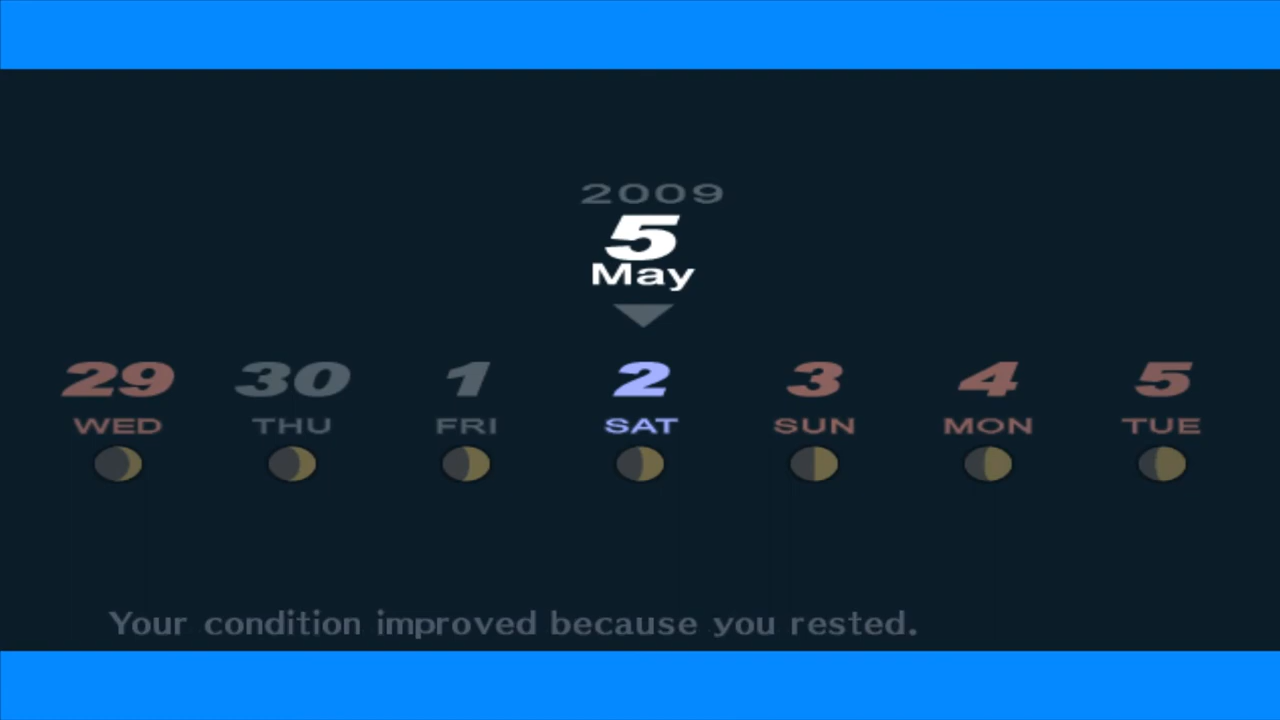 2009
5
May
29 30 1 2 3 4 5
WED THU FRI SAT SUN MON TUE
Your condition improved because you rested.